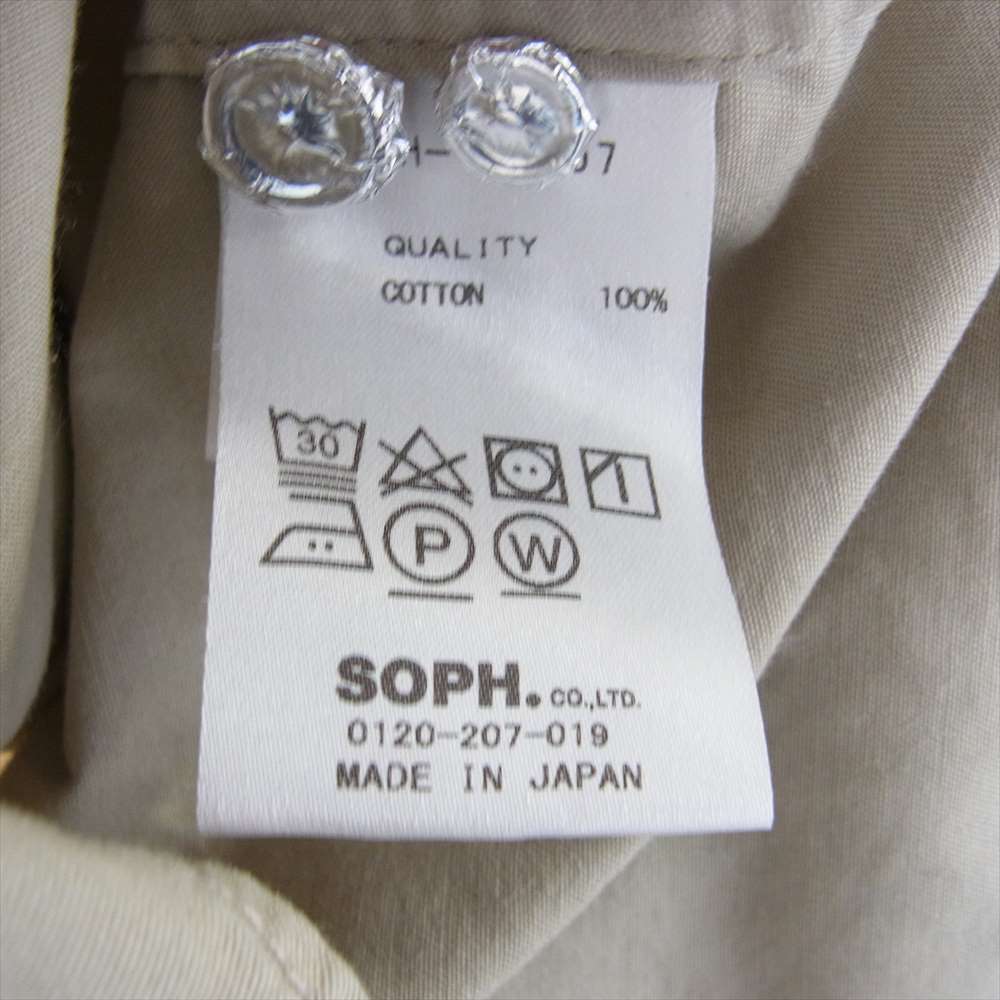 QUALITY
COTTON 100%
30
P W
SOPH. CO.,LTD.
0120-207-019
MADE IN JAPAN